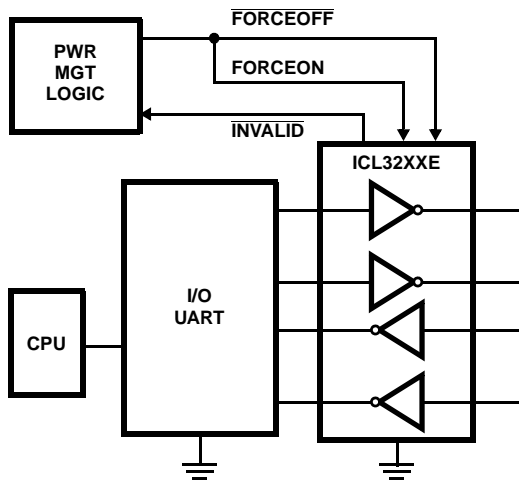 FORCEOFF
PWR
MGT
LOGIC
FORCEON
INVALID
ICL32XXE
I/O
UART
CPU